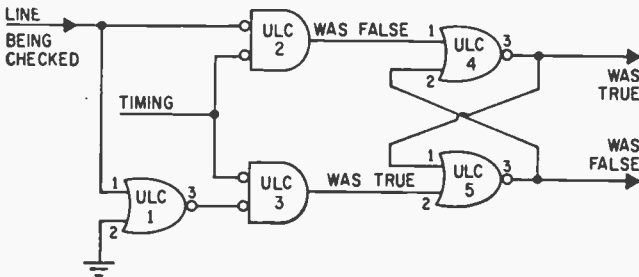 LINE
BEING
CHECKED
ULC
2
WAS FALSE
1
2
ULC
4
3
WAS
TRUE
TIMING
1
2
ULC
1
3
ULC
3
WAS TRUE
1
2
ULC
5
3
WAS
FALSE